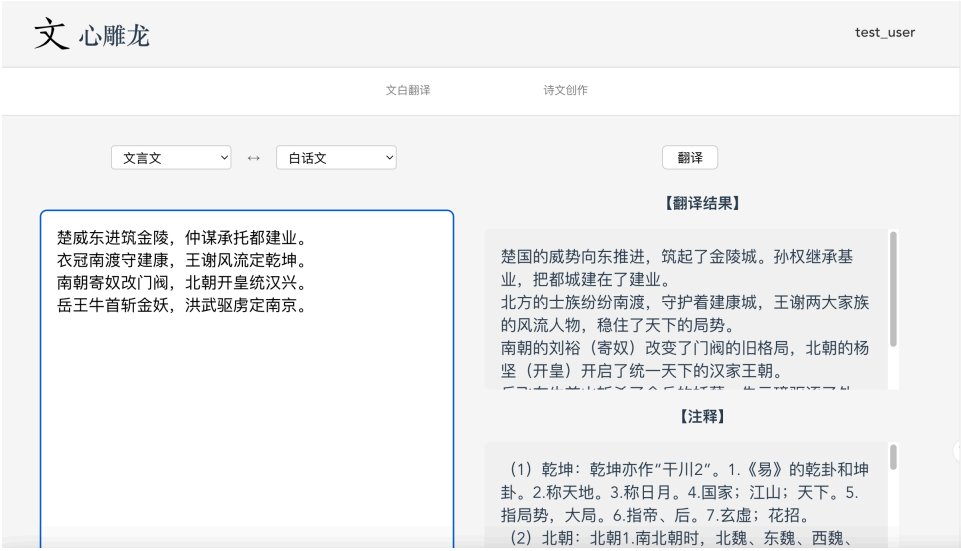 文心雕龙
test_user
文白翻译
诗文创作
文言文
↔
白话文
翻译
楚威东进筑金陵，仲谋承托都建业。
衣冠南渡守建康，王谢风流定乾坤。
南朝寄奴改门阀，北朝开皇统汉兴。
岳王牛首斩金妖，洪武驱虏定南京。
【翻译结果】
楚国的威势向东推进，筑起了金陵城。孙权继承基
业，把都城建在了建业。
北方的士族纷纷南渡，守护着建康城，王谢两大家族
的风流人物，稳住了天下的局势。
南朝的刘裕（寄奴）改变了门阀的旧格局，北朝的杨
坚（开皇）开启了统一天下的汉家王朝。
【注释】
（1）乾坤：乾坤亦作“干川2”。1.《易》的乾卦和坤
卦。2.称天地。3.称日月。4.国家；江山；天下。5.
指局势，大局。6.指帝、后。7.玄虚；花招。
（2）北朝：北朝1.南北朝时，北魏、东魏、西魏、